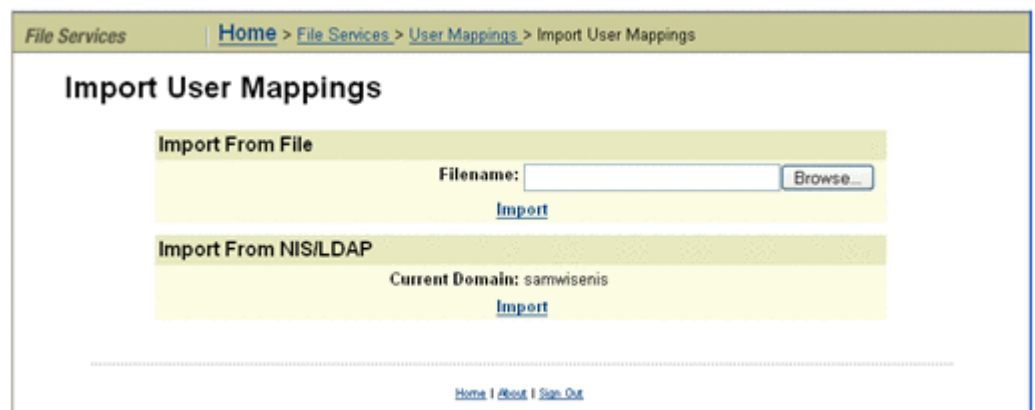 File Services | Home > File Services > User Mappings > Import User Mappings
Import User Mappings
Import From File
Filename: Browse...
Import
Import From NIS/LDAP
Current Domain: samwisenis
Import
Home | About | Sign Out